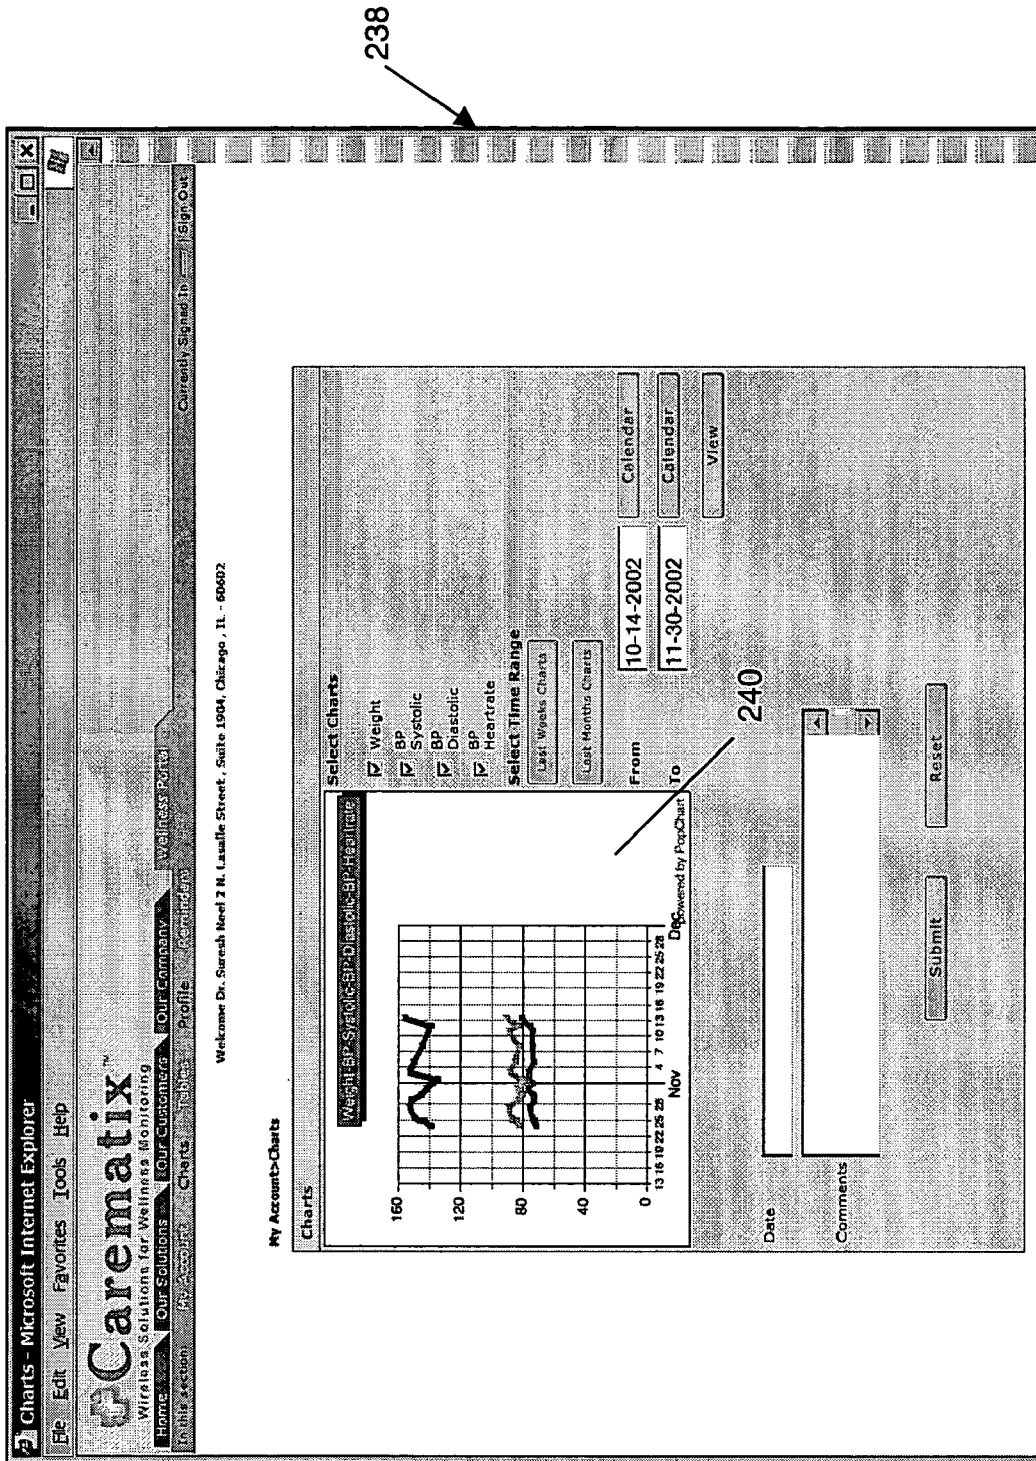 Charts - Microsoft Internet Explorer
File Edit View Favorites Tools Help
Carematix™
Wireless Solutions for Wellness Monitoring
Home Our Solutions Our Customers Our Company Wellness Portal
In this section My Account Charts Tables Profile Reminders Currently Signed In Sign Out
Welcome Dr. Suresh Neel 2 N. Lasalle Street, Suite 1904, Chicago, IL - 60602
My Account>Charts
Charts
Weight-BP-Systolic-BP-Diastolic-BP-Heartrate
160
120
80
40
0
13 16 19 22 25 28 4 7 10 13 16 19 22 25 28
Nov Dec
powered by PopChart
Select Charts
Weight
BP Systolic
BP Diastolic
BP Heartrate
Select Time Range
Last Weeks Charts
Last Months Charts
From 10-14-2002 Calendar
To 11-30-2002 Calendar
View
Date
Comments
Submit Reset
238
240